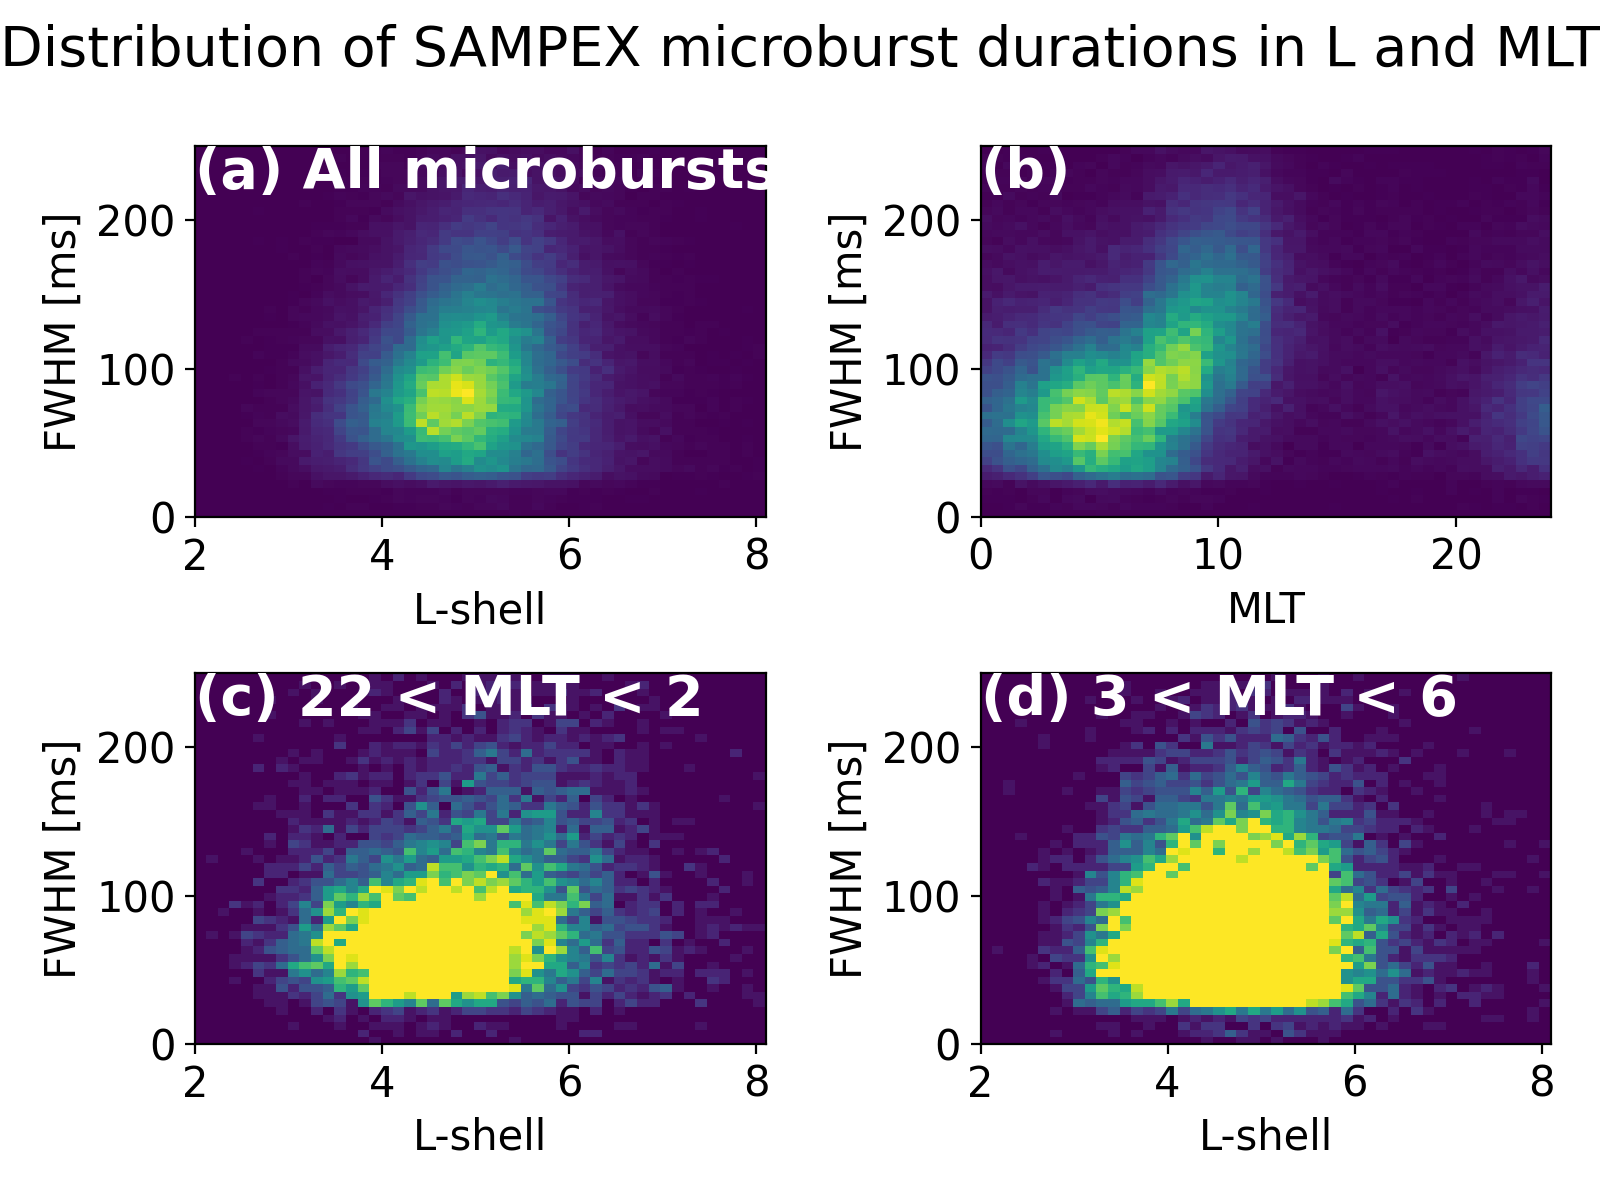 Distribution of SAMPEX microburst durations in L and MLT
(a) All microbursts
(b)
FWHM [ms]
200
100
0
2 4 6 8
L-shell
FWHM [ms]
200
100
0
0 10 20
MLT
(c) 22 < MLT < 2
(d) 3 < MLT < 6
FWHM [ms]
200
100
0
2 4 6 8
L-shell
FWHM [ms]
200
100
0
2 4 6 8
L-shell